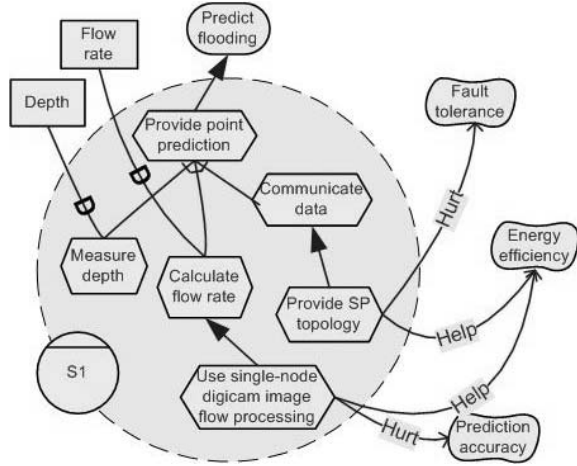 Predict
flooding
Flow
rate
Depth
Provide point
prediction
Fault
tolerance
D
D
Communicate
data
Hurt
Measure
depth
Calculate
flow rate
Provide SP
topology
Energy
efficiency
Help
S1
Use single-node
digicam image
flow processing
Help
Hurt
Prediction
accuracy